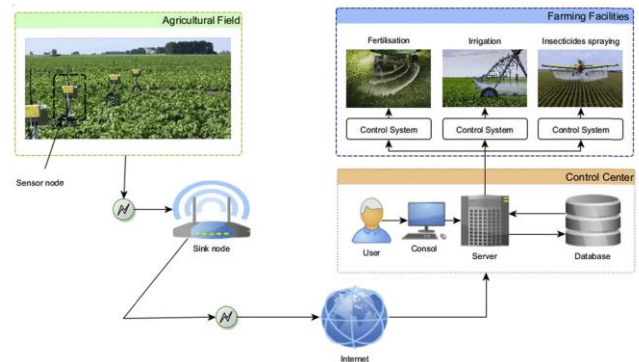 Agricultural Field
Sensor node
Sink node
Internet
Farming Facilities
Fertilisation
Irrigation
Insecticides spraying
Control System
Control System
Control System
Control Center
User
Consol
Server
Database